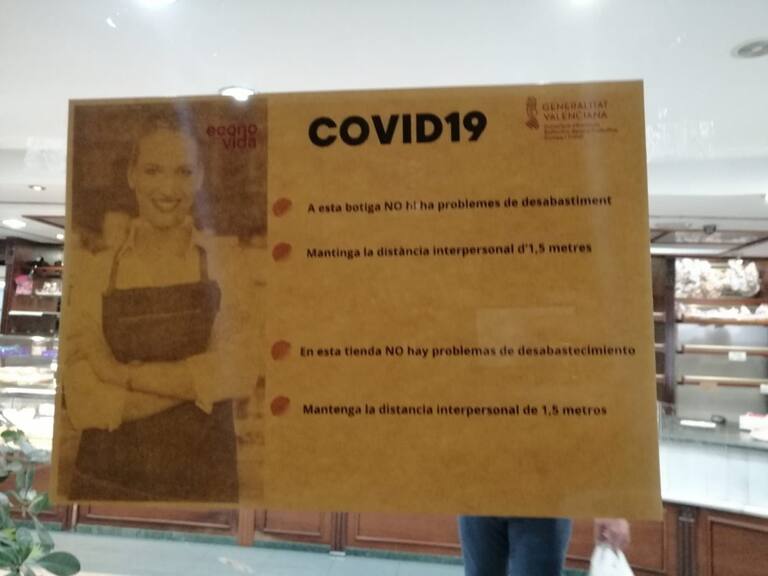 econo
vida
COVID19
GENERALITAT
VALENCIANA
A esta botiga NO hi ha problemes de desabastiment
Mantinga la distància interpersonal d'1,5 metres
En esta tienda NO hay problemas de desabastecimiento
Mantenga la distancia interpersonal de 1,5 metros